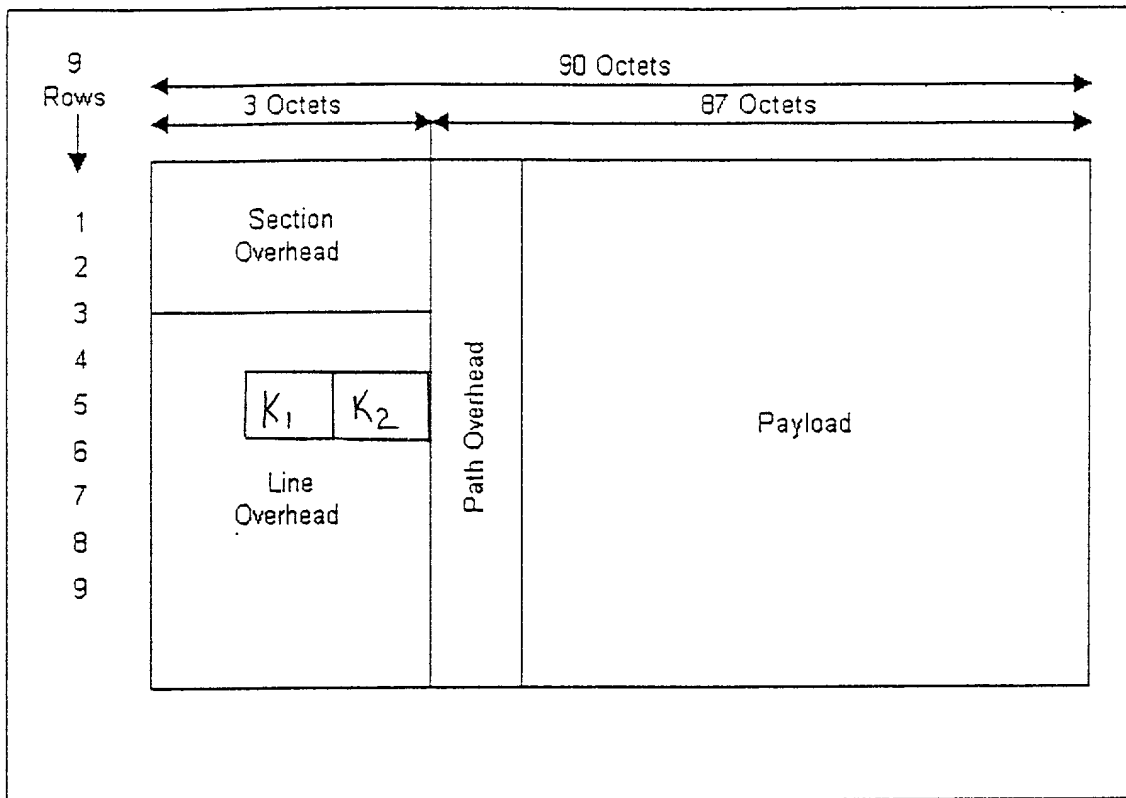 9
Rows
90 Octets
3 Octets
87 Octets
1
2
3
4
5
6
7
8
9
Section
Overhead
K1
K2
Line
Overhead
Path Overhead
Payload